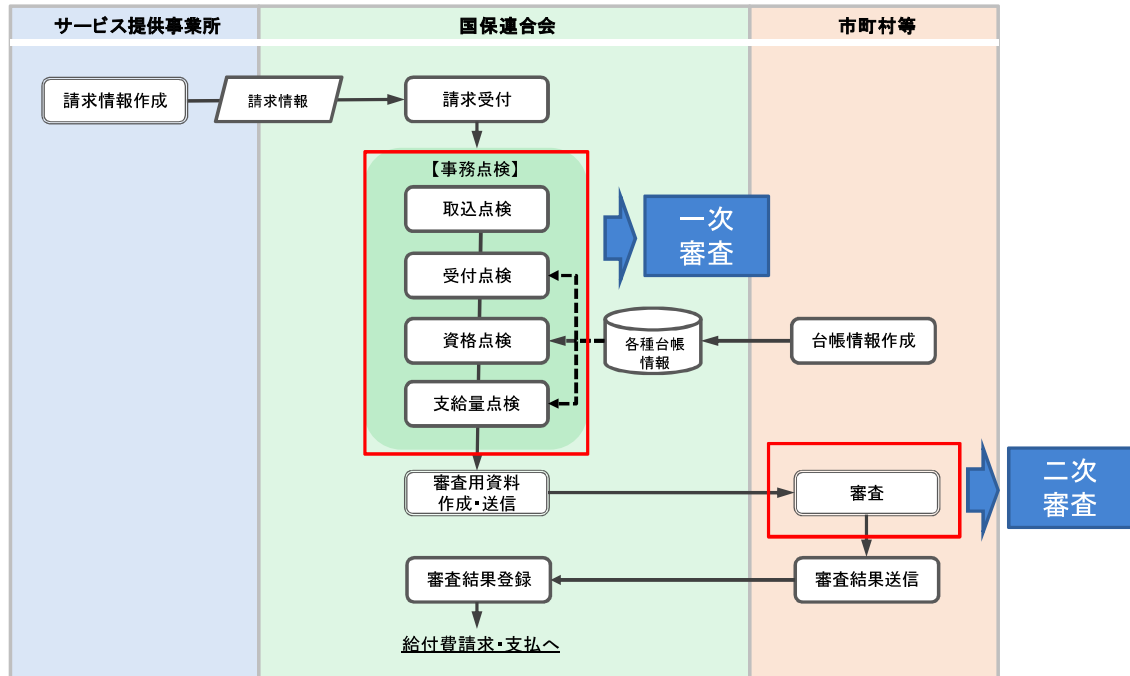 サービス提供事業所
国保連合会
市町村等
請求情報作成
請求情報
請求受付
【事務点検】
取込点検
一次
審査
受付点検
資格点検
各種台帳
情報
台帳情報作成
支給量点検
審査用資料
作成・送信
審査
二次
審査
審査結果登録
審査結果送信
給付費請求・支払へ